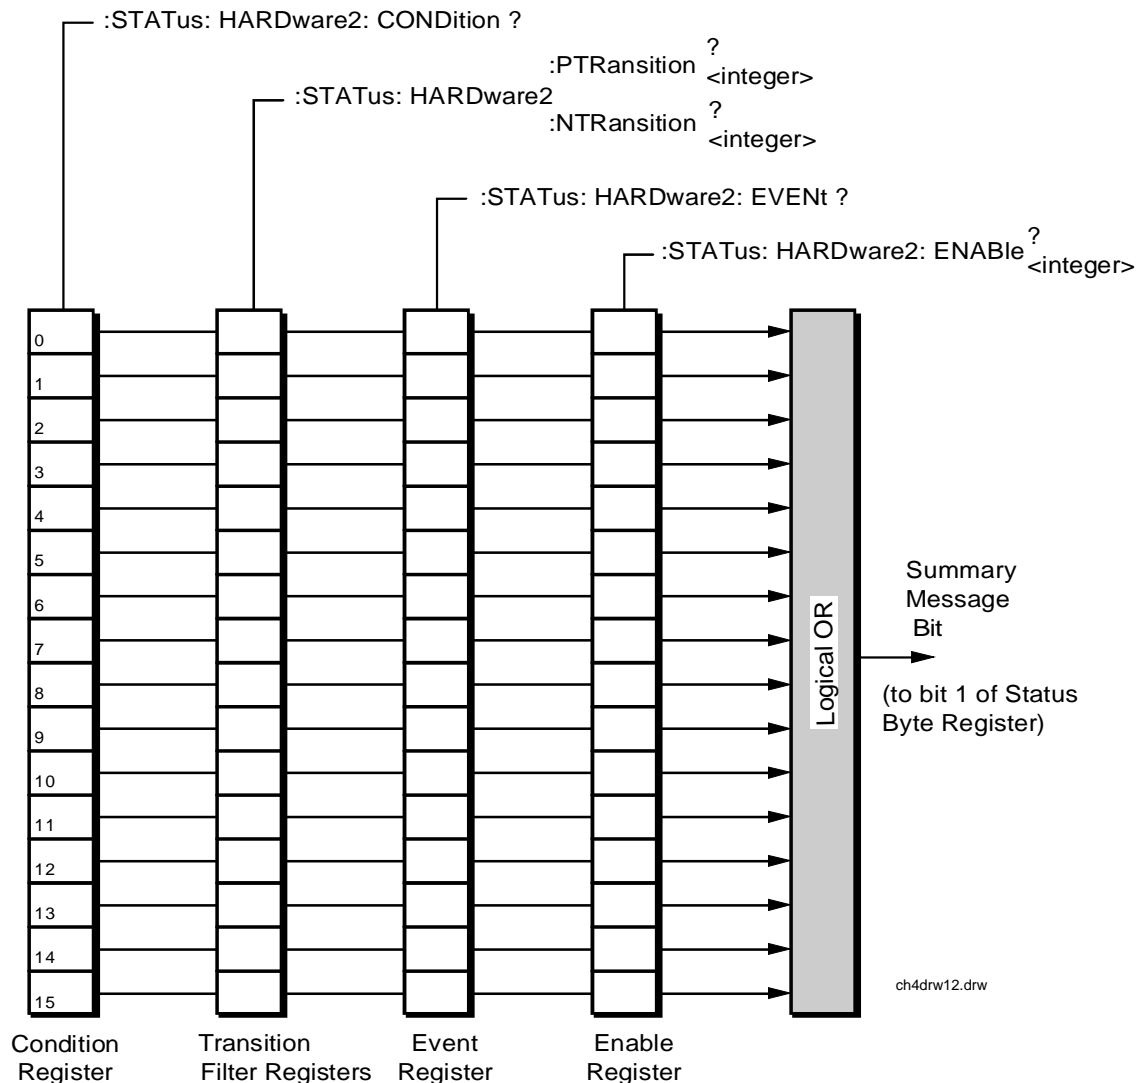 :STATus: HARDware2: CONDition ?
?
:PTRansition <integer>
:STATus: HARDware2
?
:NTRansition <integer>
:STATus: HARDware2: EVENt ?
?
:STATus: HARDware2: ENABle <integer>
0
1
2
3
4
5
6
7
8
9
10
11
12
13
14
15
Logical OR
Summary
Message
Bit
(to bit 1 of Status
Byte Register)
ch4drw12.drw
Condition
Register
Transition
Filter Registers
Event
Register
Enable
Register